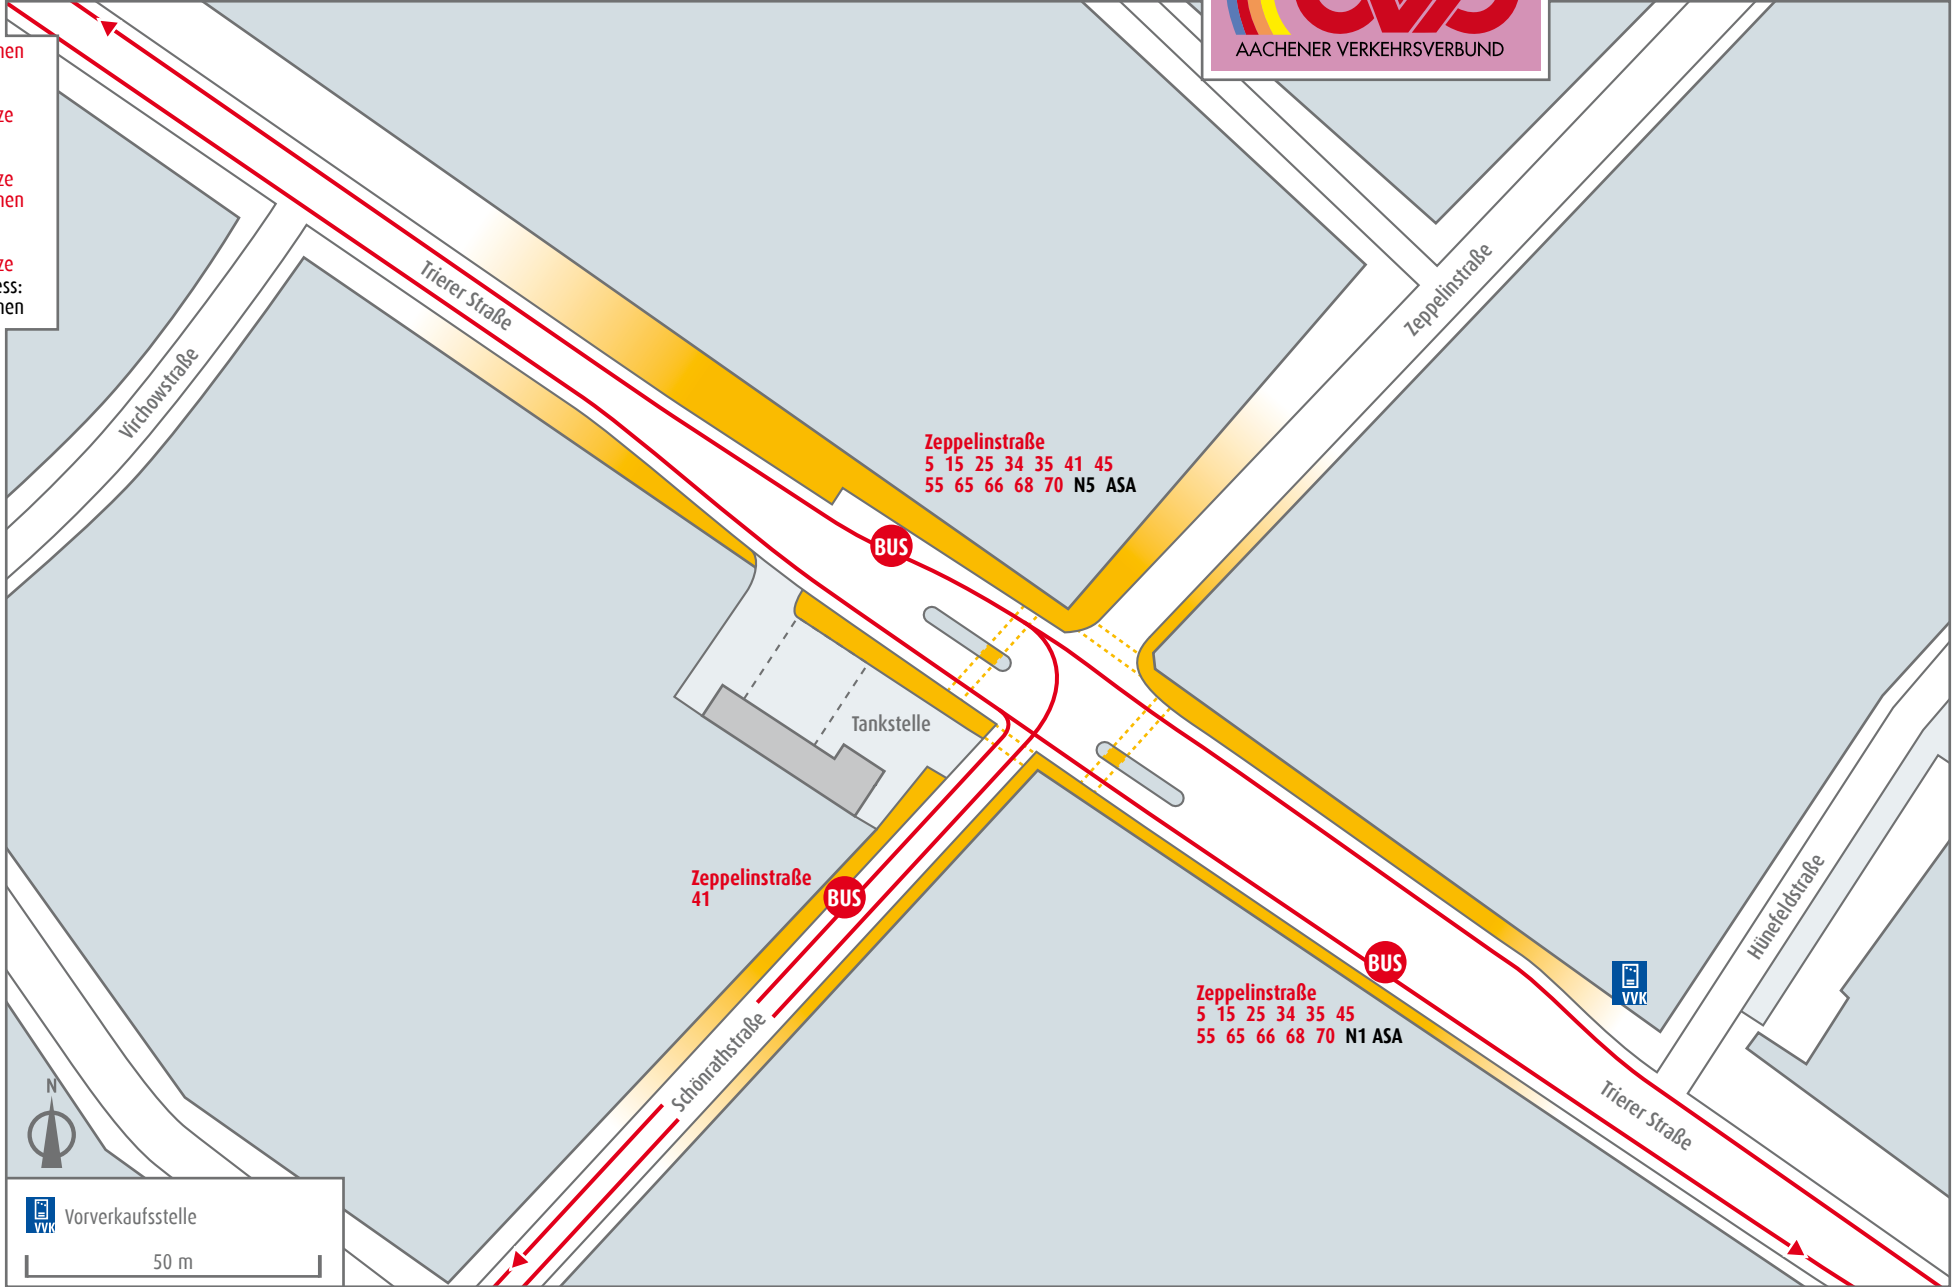 AACHENER VERKEHRSVERBUND
Trierer Straße
Virchowstraße
Zeppelinstraße
Zeppelinstraße
5 15 25 34 35 41 45
55 65 66 68 70 N5 ASA
BUS
Tankstelle
Zeppelinstraße
41
BUS
BUS
Zeppelinstraße
5 15 25 34 35 45
55 65 66 68 70 N1 ASA
VVK
Hünefeldstraße
Schönrathstraße
Trierer Straße
N
VVK Vorverkaufsstelle
50 m